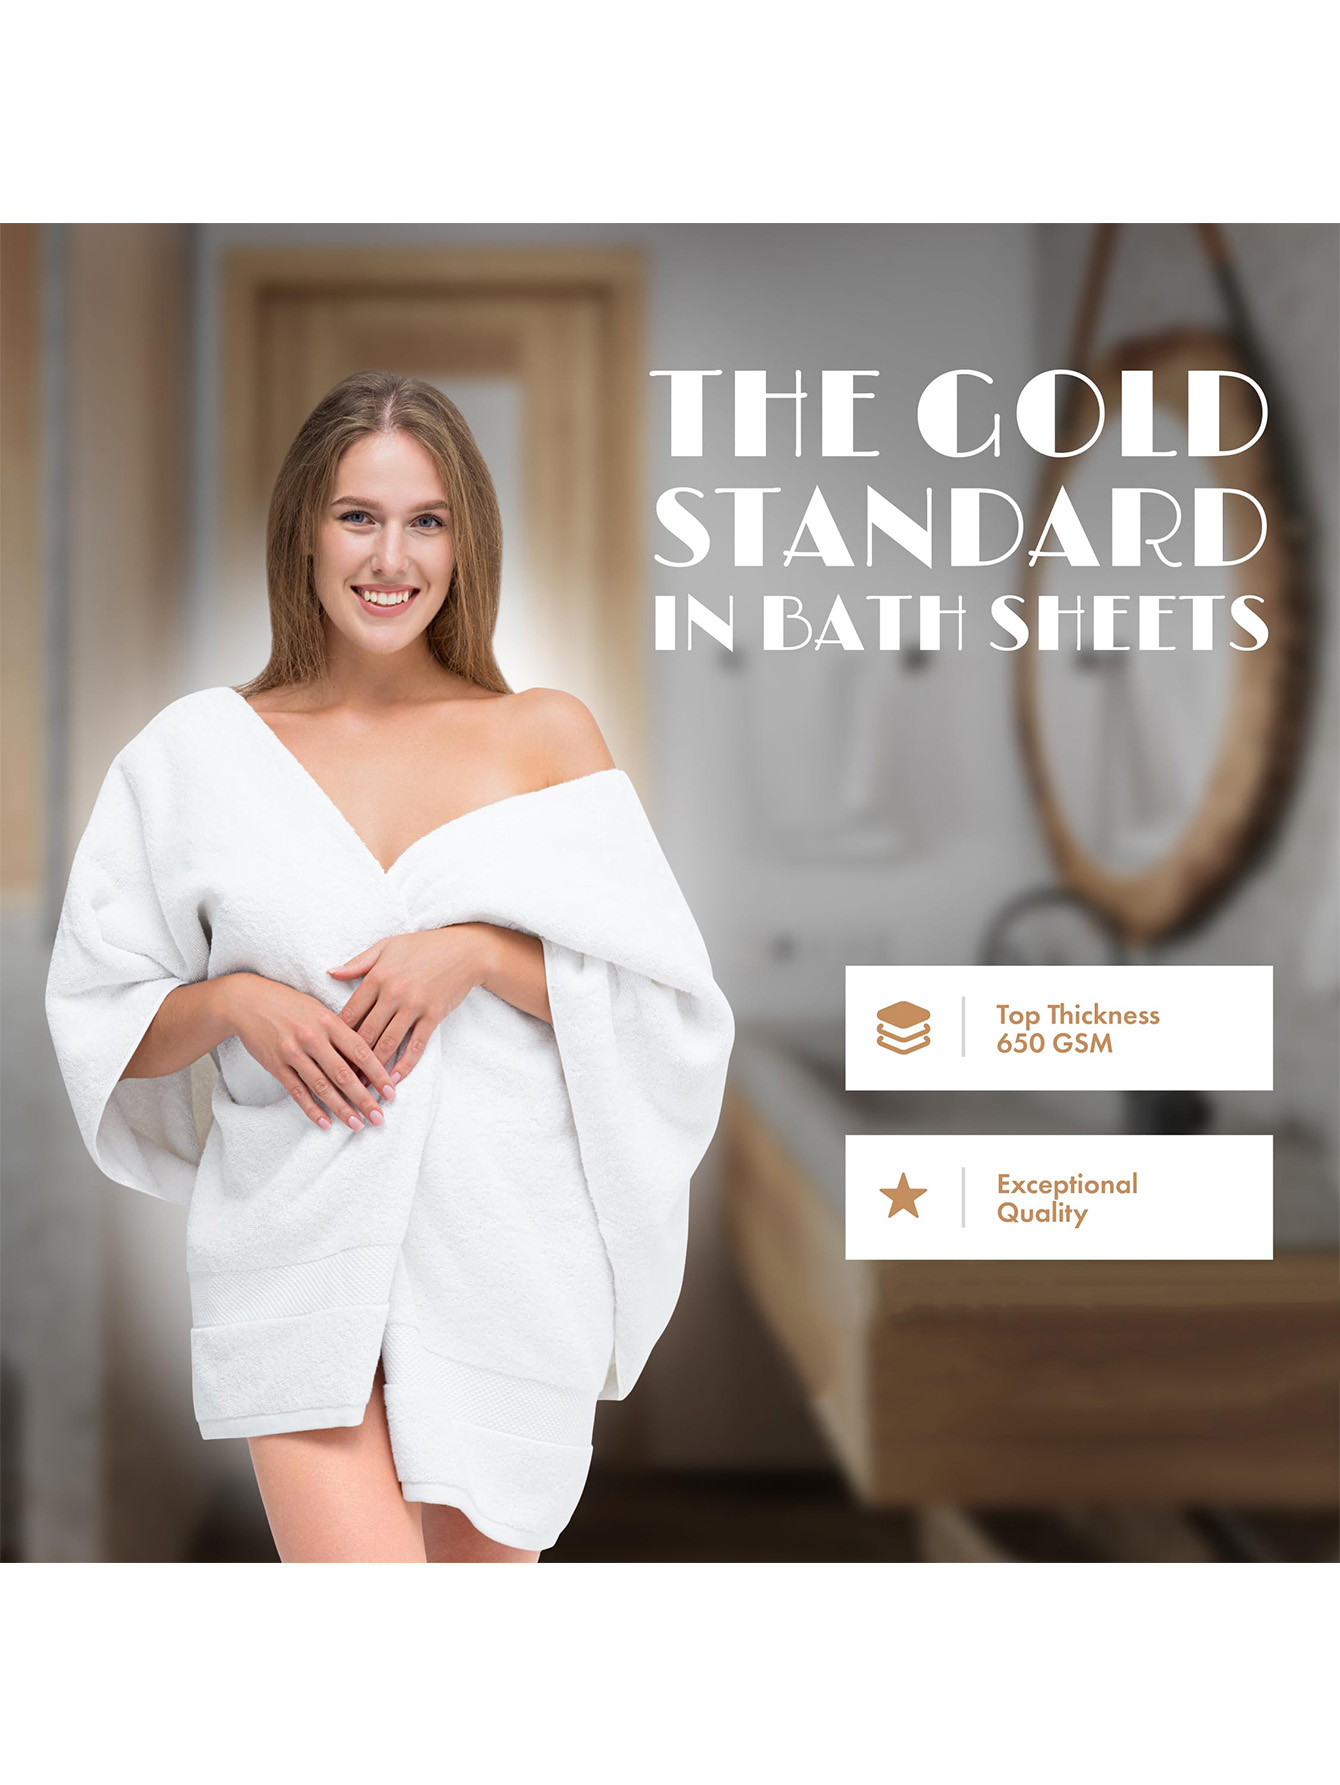 THE GOLD
STANDARD
IN BATH SHEETS
Top Thickness
650 GSM
Exceptional
Quality